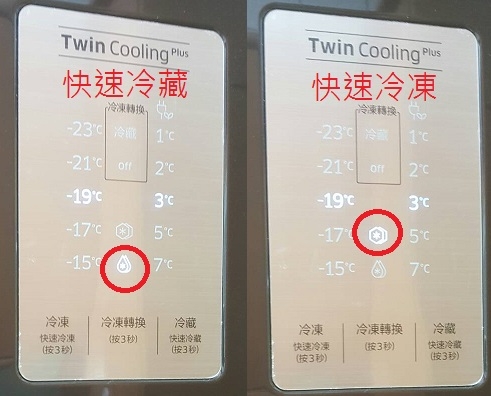 Twin Cooling Plus
快速冷藏
冷凍轉換
-23℃ 冷藏 1℃
-21℃ off 2℃
-19℃ 3℃
-17℃ 5℃
-15℃ 7℃
冷凍 冷凍轉換 冷藏
快速冷凍 (按3秒) 快速冷藏
(按3秒) (按3秒)
Twin Cooling Plus
快速冷凍
冷凍轉換
-23℃ 冷藏 1℃
-21℃ off 2℃
-19℃ 3℃
-17℃ 5℃
-15℃ 7℃
冷凍 冷凍轉換 冷藏
快速冷凍 (按3秒) 快速冷藏
(按3秒) (按3秒)